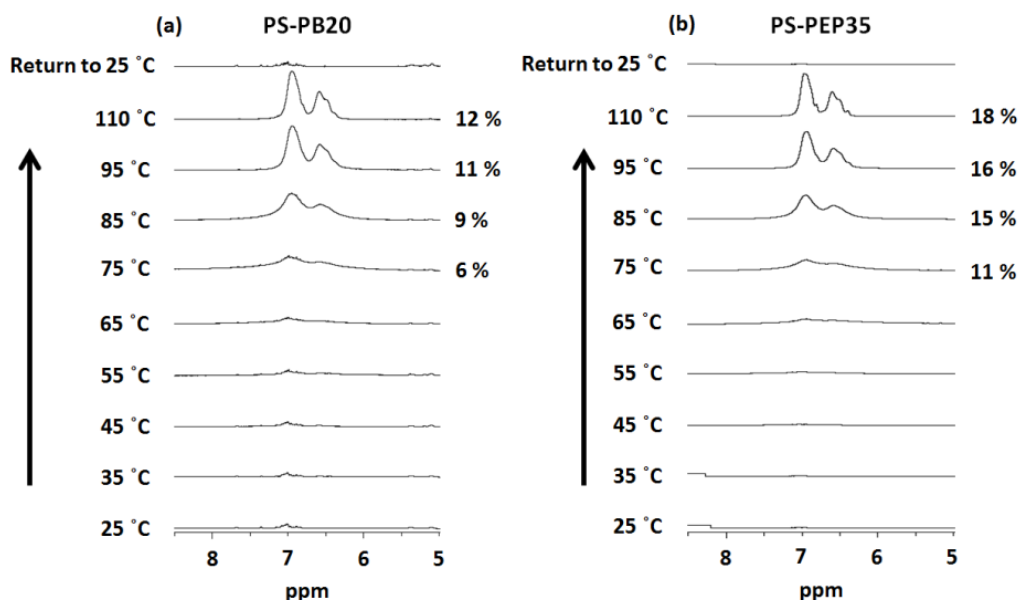 (a) PS-PB20
Return to 25 ˚C
110 ˚C 12 %
95 ˚C 11 %
85 ˚C 9 %
75 ˚C 6 %
65 ˚C
55 ˚C
45 ˚C
35 ˚C
25 ˚C
8 7 6 5
ppm
(b) PS-PEP35
Return to 25 ˚C
110 ˚C 18 %
95 ˚C 16 %
85 ˚C 15 %
75 ˚C 11 %
65 ˚C
55 ˚C
45 ˚C
35 ˚C
25 ˚C
8 7 6 5
ppm